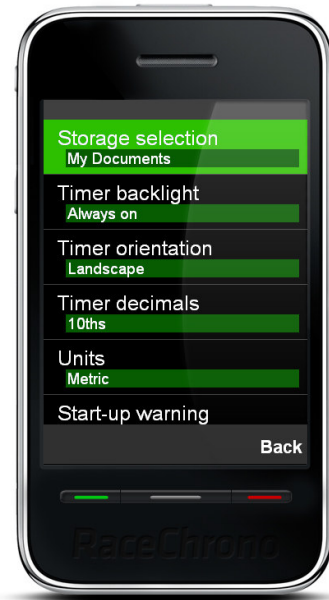 Storage selection
My Documents
Timer backlight
Always on
Timer orientation
Landscape
Timer decimals
10ths
Units
Metric
Start-up warning
Back
RaceChrono